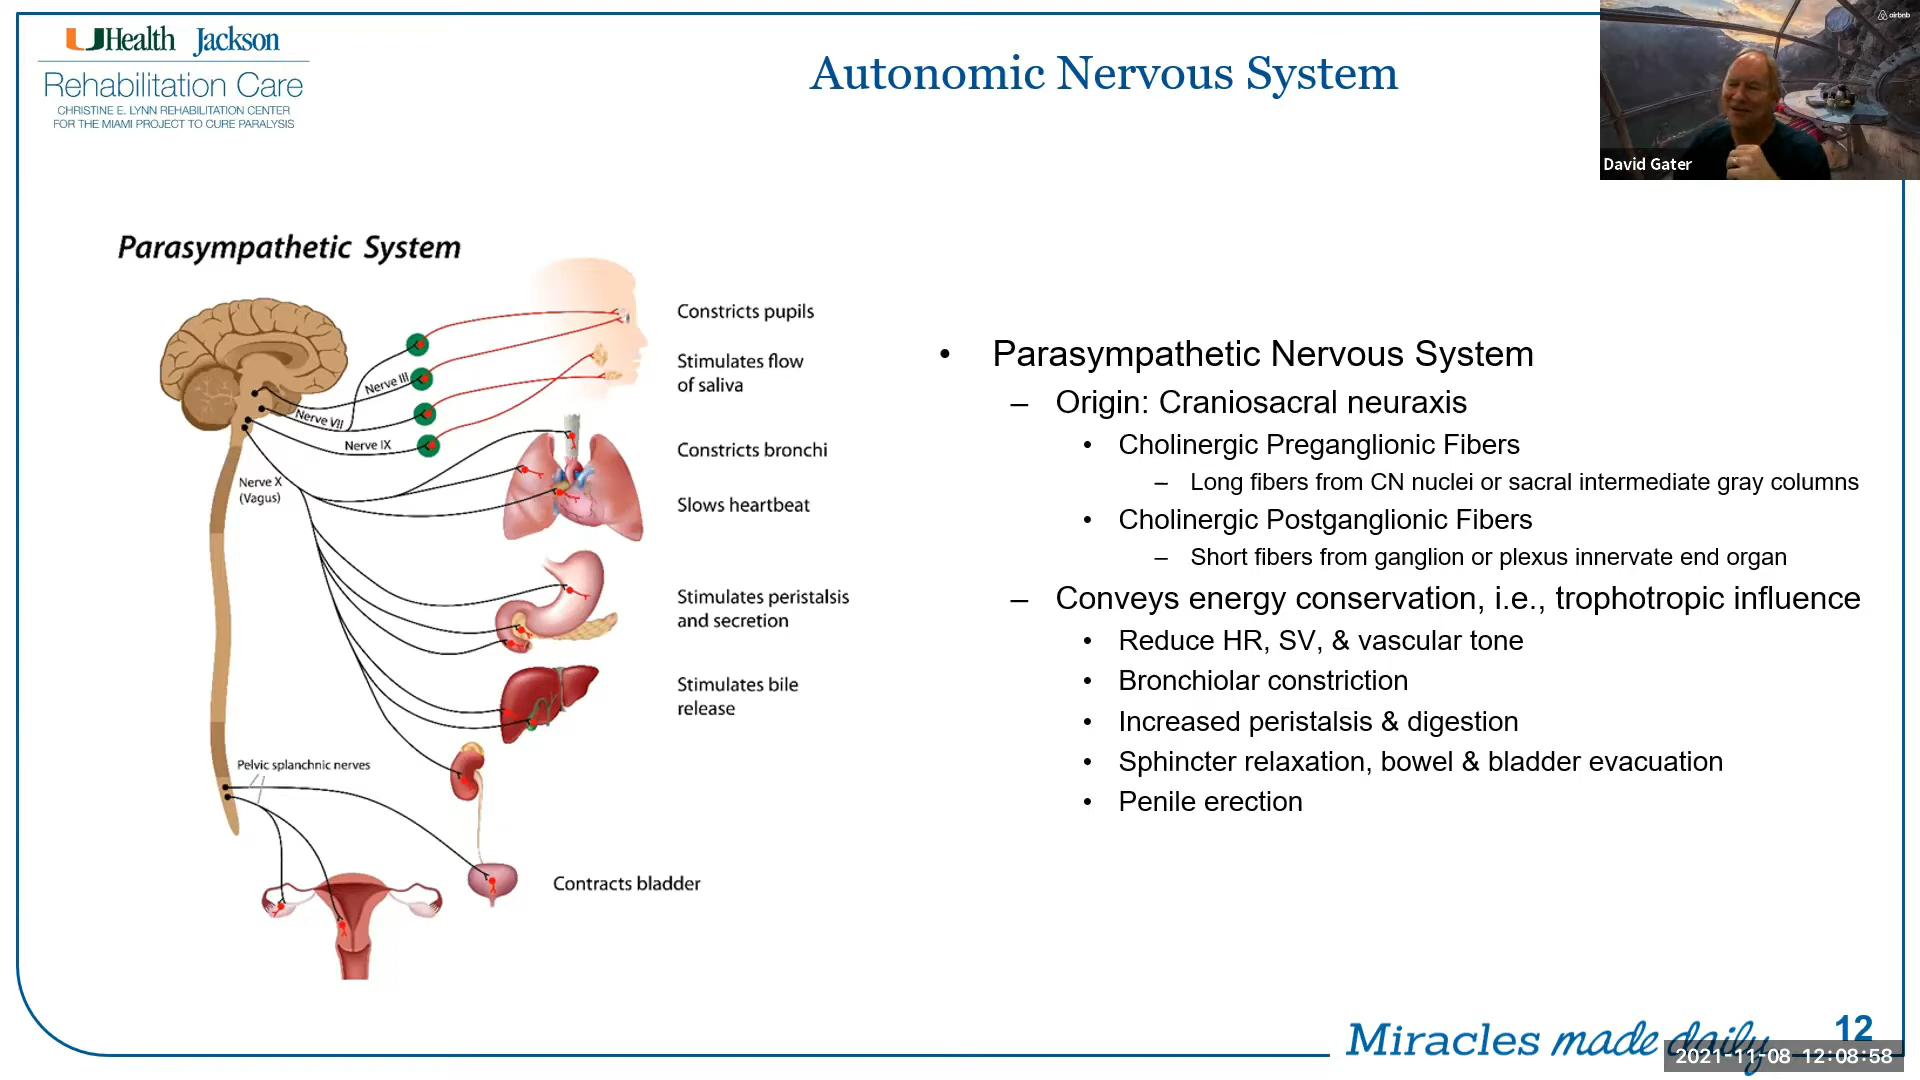 UHealth Jackson
Rehabilitation Care
CHRISTINE E. LYNN REHABILITATION CENTER
FOR THE MIAMI PROJECT TO CURE PARALYSIS
Autonomic Nervous System
airbnb
David Gater
Parasympathetic System
Constricts pupils
Stimulates flow
of saliva
Nerve III
Nerve VII
Nerve IX
Constricts bronchi
Nerve X
(Vagus)
Slows heartbeat
Stimulates peristalsis
and secretion
Stimulates bile
release
Pelvic splanchnic nerves
Contracts bladder
• Parasympathetic Nervous System
– Origin: Craniosacral neuraxis
• Cholinergic Preganglionic Fibers
– Long fibers from CN nuclei or sacral intermediate gray columns
• Cholinergic Postganglionic Fibers
– Short fibers from ganglion or plexus innervate end organ
– Conveys energy conservation, i.e., trophotropic influence
• Reduce HR, SV, & vascular tone
• Bronchiolar constriction
• Increased peristalsis & digestion
• Sphincter relaxation, bowel & bladder evacuation
• Penile erection
Miracles made daily
12
2021-11-08 12:08:58